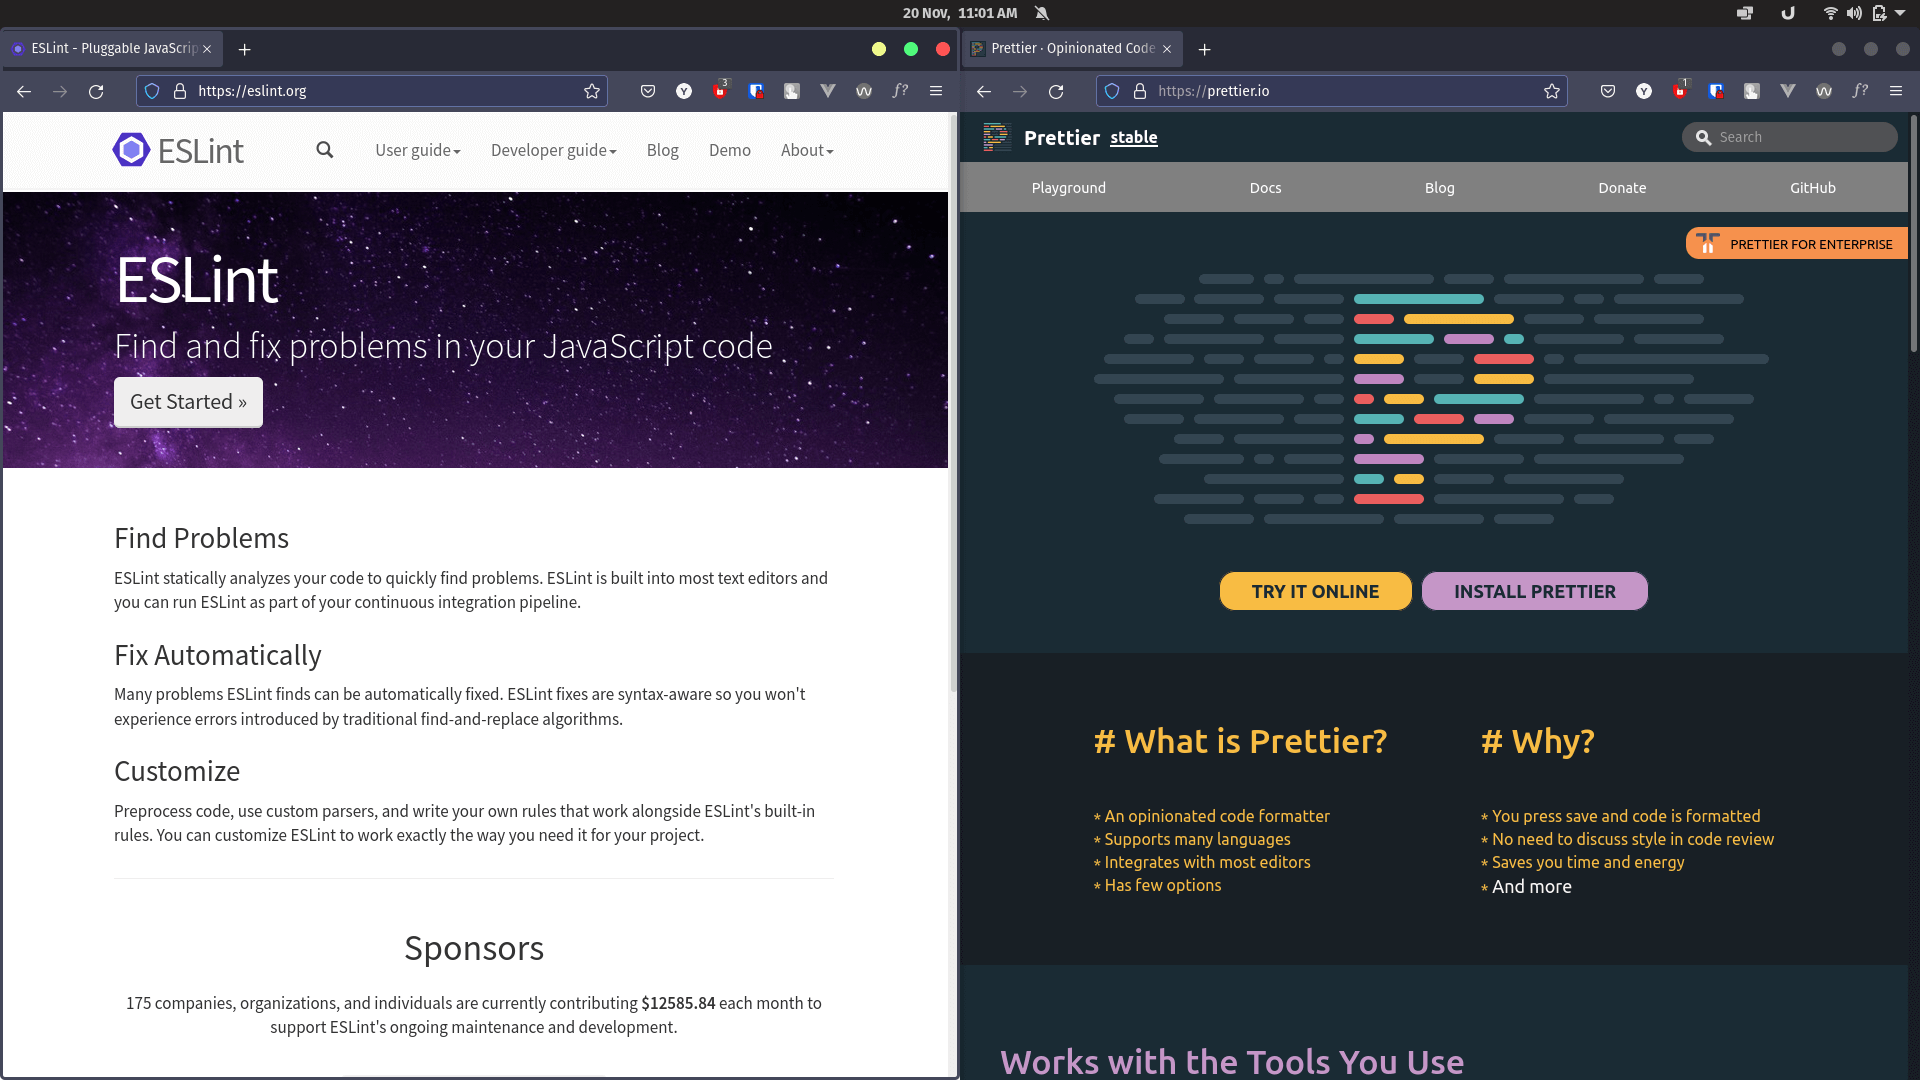 20 Nov, 11:01 AM
ESLint - Pluggable JavaScrip
https://eslint.org
3
ESLint
User guide
Developer guide
Blog
Demo
About
ESLint
Find and fix problems in your JavaScript code
Get Started »
Find Problems
ESLint statically analyzes your code to quickly find problems. ESLint is built into most text editors and
you can run ESLint as part of your continuous integration pipeline.
Fix Automatically
Many problems ESLint finds can be automatically fixed. ESLint fixes are syntax-aware so you won't
experience errors introduced by traditional find-and-replace algorithms.
Customize
Preprocess code, use custom parsers, and write your own rules that work alongside ESLint's built-in
rules. You can customize ESLint to work exactly the way you need it for your project.
Sponsors
175 companies, organizations, and individuals are currently contributing $12585.84 each month to
support ESLint's ongoing maintenance and development.
Prettier · Opinionated Code
https://prettier.io
1
Prettier stable
Search
Playground
Docs
Blog
Donate
GitHub
PRETTIER FOR ENTERPRISE
TRY IT ONLINE
INSTALL PRETTIER
# What is Prettier?
* An opinionated code formatter
* Supports many languages
* Integrates with most editors
* Has few options
# Why?
* You press save and code is formatted
* No need to discuss style in code review
* Saves you time and energy
* And more
Works with the Tools You Use